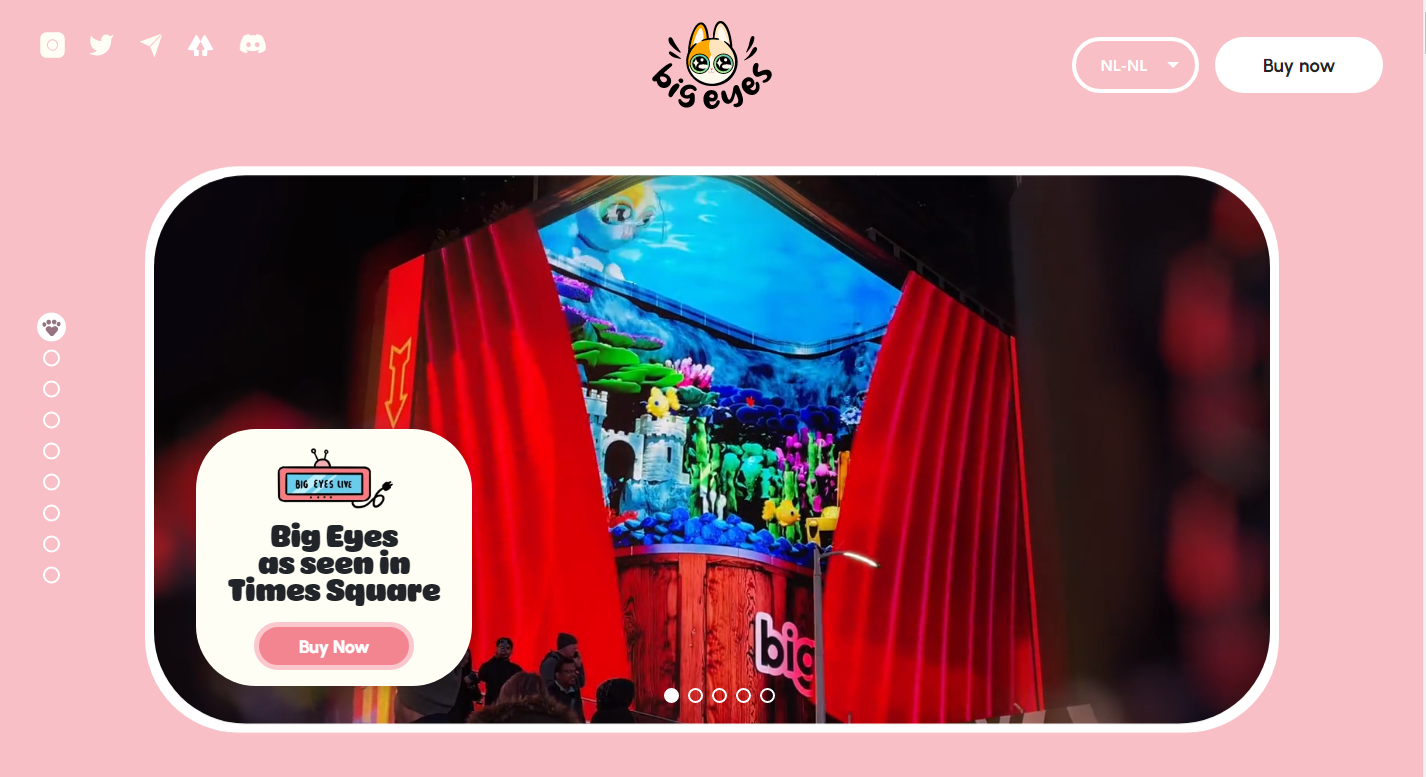 big eyes
NL-NL
Buy now
BIG EYES LIVE
Big Eyes
as seen in
Times Square
Buy Now
big